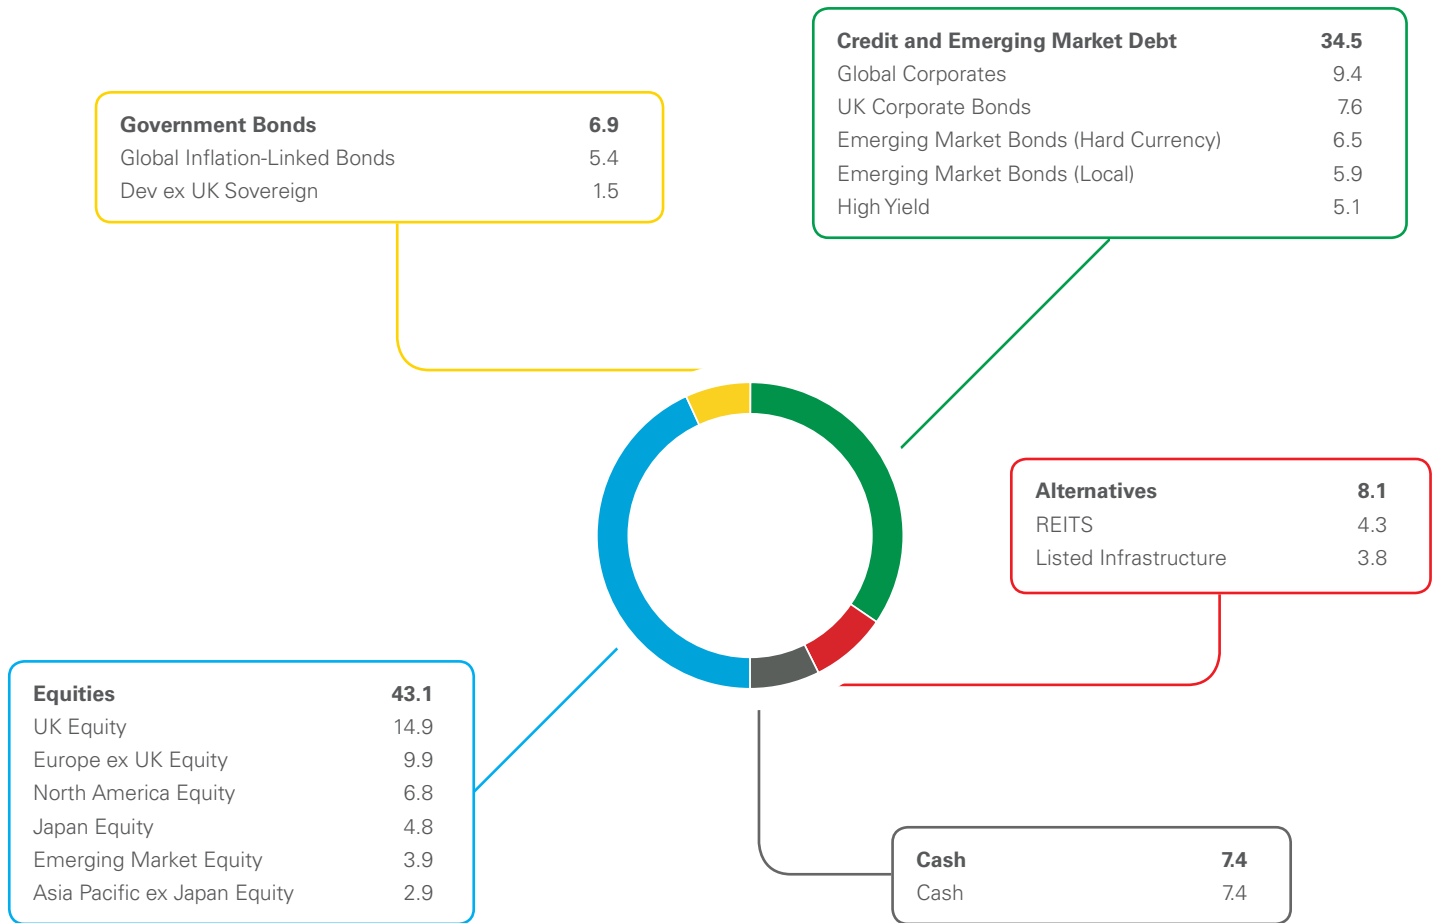 Credit and Emerging Market Debt 34.5
Global Corporates 9.4
UK Corporate Bonds 7.6
Emerging Market Bonds (Hard Currency) 6.5
Emerging Market Bonds (Local) 5.9
High Yield 5.1
Government Bonds 6.9
Global Inflation-Linked Bonds 5.4
Dev ex UK Sovereign 1.5
Alternatives 8.1
REITS 4.3
Listed Infrastructure 3.8
Equities 43.1
UK Equity 14.9
Europe ex UK Equity 9.9
North America Equity 6.8
Japan Equity 4.8
Emerging Market Equity 3.9
Asia Pacific ex Japan Equity 2.9
Cash 7.4
Cash 7.4